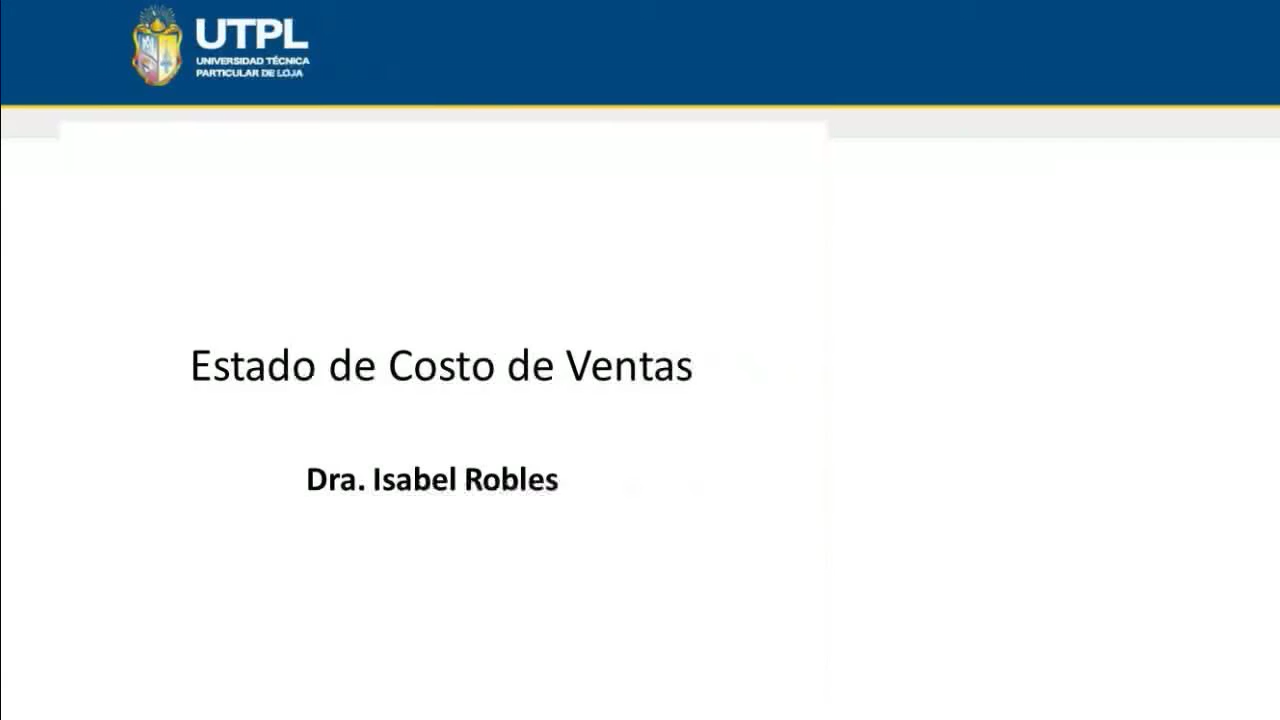 UTPL
UNIVERSIDAD TÉCNICA
PARTICULAR DE LOJA
Estado de Costo de Ventas
Dra. Isabel Robles